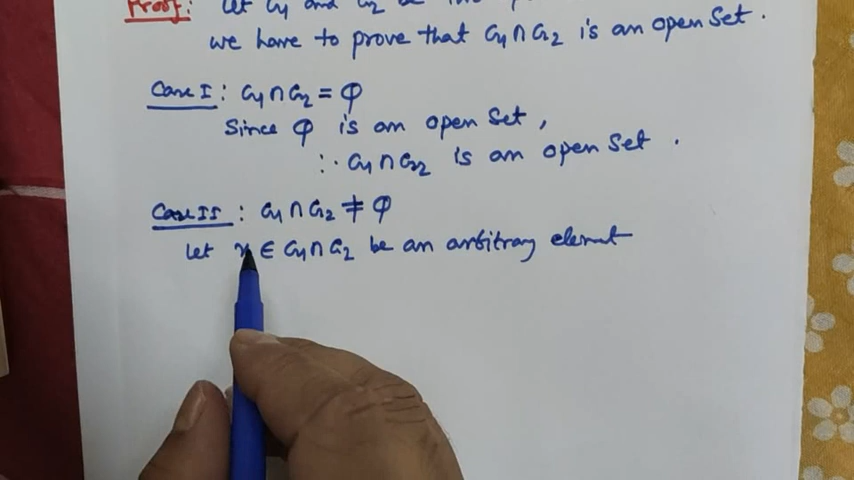 Proof: Let G1 and G2 be
we have to prove that G1 ∩ G2 is an open set.
Case I : G1 ∩ G2 = φ
Since φ is an open set,
∴ G1 ∩ G2 is an open set.
Case II : G1 ∩ G2 ≠ φ
Let x ∈ G1 ∩ G2 be an arbitrary element